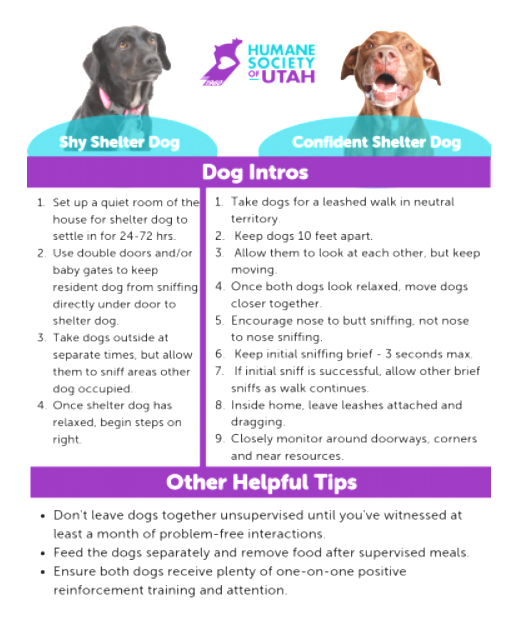 HUMANE
SOCIETY
OF UTAH
1960
Shy Shelter Dog
Confident Shelter Dog
Dog Intros
1. Set up a quiet room of the
house for shelter dog to
settle in for 24-72 hrs.
2. Use double doors and/or
baby gates to keep
resident dog from sniffing
directly under door to
shelter dog.
3. Take dogs outside at
separate times, but allow
them to sniff areas other
dog occupied.
4. Once shelter dog has
relaxed, begin steps on
right.
1. Take dogs for a leashed walk in neutral
territory.
2. Keep dogs 10 feet apart.
3. Allow them to look at each other, but keep
moving.
4. Once both dogs look relaxed, move dogs
closer together.
5. Encourage nose to butt sniffing, not nose
to nose sniffing.
6. Keep initial sniffing brief - 3 seconds max.
7. If initial sniff is successful, allow other brief
sniffs as walk continues.
8. Inside home, leave leashes attached and
dragging.
9. Closely monitor around doorways, corners
and near resources.
Other Helpful Tips
• Don't leave dogs together unsupervised until you've witnessed at
least a month of problem-free interactions.
• Feed the dogs separately and remove food after supervised meals.
• Ensure both dogs receive plenty of one-on-one positive
reinforcement training and attention.